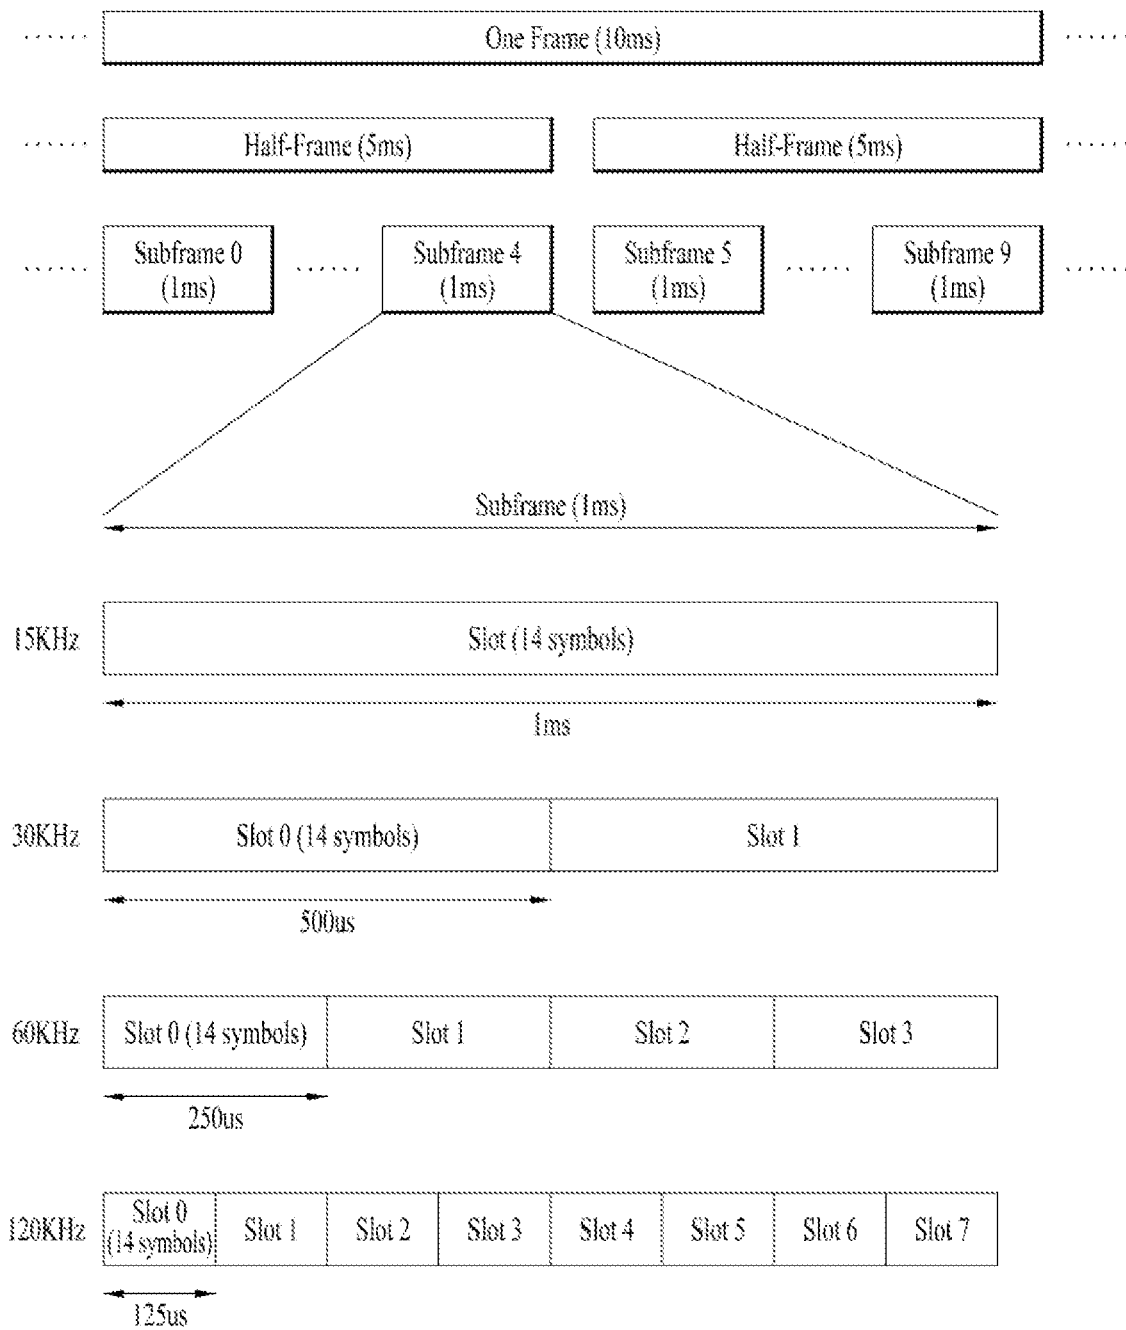 One Frame (10ms)
Half-Frame (5ms)
Half-Frame (5ms)
Subframe 0
(1ms)
Subframe 4
(1ms)
Subframe 5
(1ms)
Subframe 9
(1ms)
Subframe (1ms)
15KHz
Slot (14 symbols)
1ms
30KHz
Slot 0 (14 symbols)
Slot 1
500us
60KHz
Slot 0 (14 symbols)
Slot 1
Slot 2
Slot 3
250us
120KHz
Slot 0
(14 symbols)
Slot 1
Slot 2
Slot 3
Slot 4
Slot 5
Slot 6
Slot 7
125us